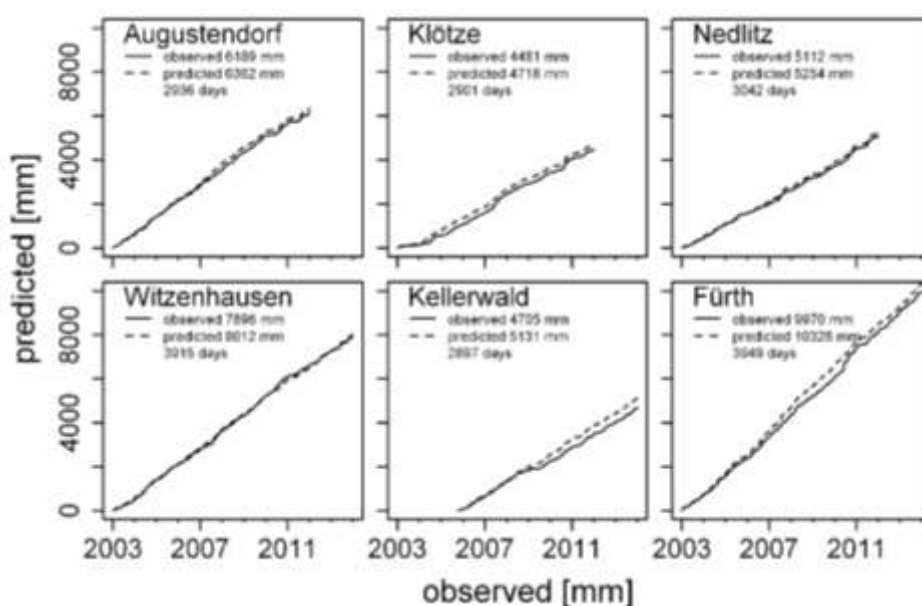 Augustendorf
observed 6189 mm
predicted 6362 mm
2936 days
Klötze
observed 4481 mm
predicted 4718 mm
2901 days
Nedlitz
observed 5112 mm
predicted 5254 mm
3042 days
8000
4000
0
Witzenhausen
observed 7896 mm
predicted 8012 mm
3915 days
Kellerwald
observed 4705 mm
predicted 5131 mm
2897 days
Fürth
observed 9970 mm
predicted 10328 mm
3949 days
8000
4000
0
predicted [mm]
2003 2007 2011
2003 2007 2011
2003 2007 2011
observed [mm]